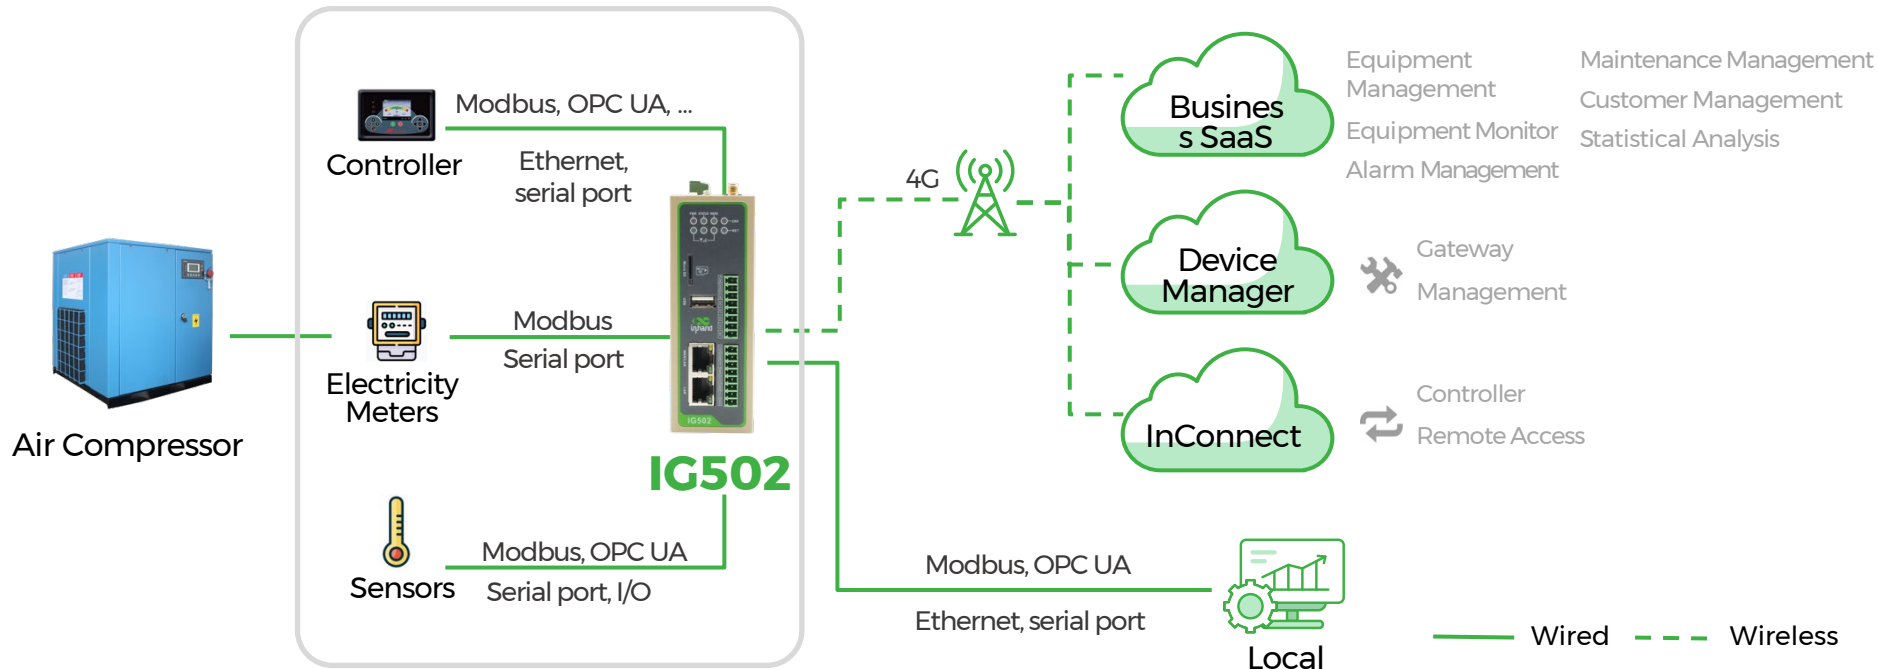 Modbus, OPC UA, ...
Controller
Ethernet,
serial port
Modbus
Serial port
Electricity
Meters
Air Compressor
inhand
IG502
IG502
Modbus, OPC UA
Sensors
Serial port, I/O
4G
Busines
s SaaS
Equipment
Management
Equipment Monitor
Alarm Management
Maintenance Management
Customer Management
Statistical Analysis
Device
Manager
Gateway
Management
InConnect
Controller
Remote Access
Modbus, OPC UA
Ethernet, serial port
Local
Wired
Wireless